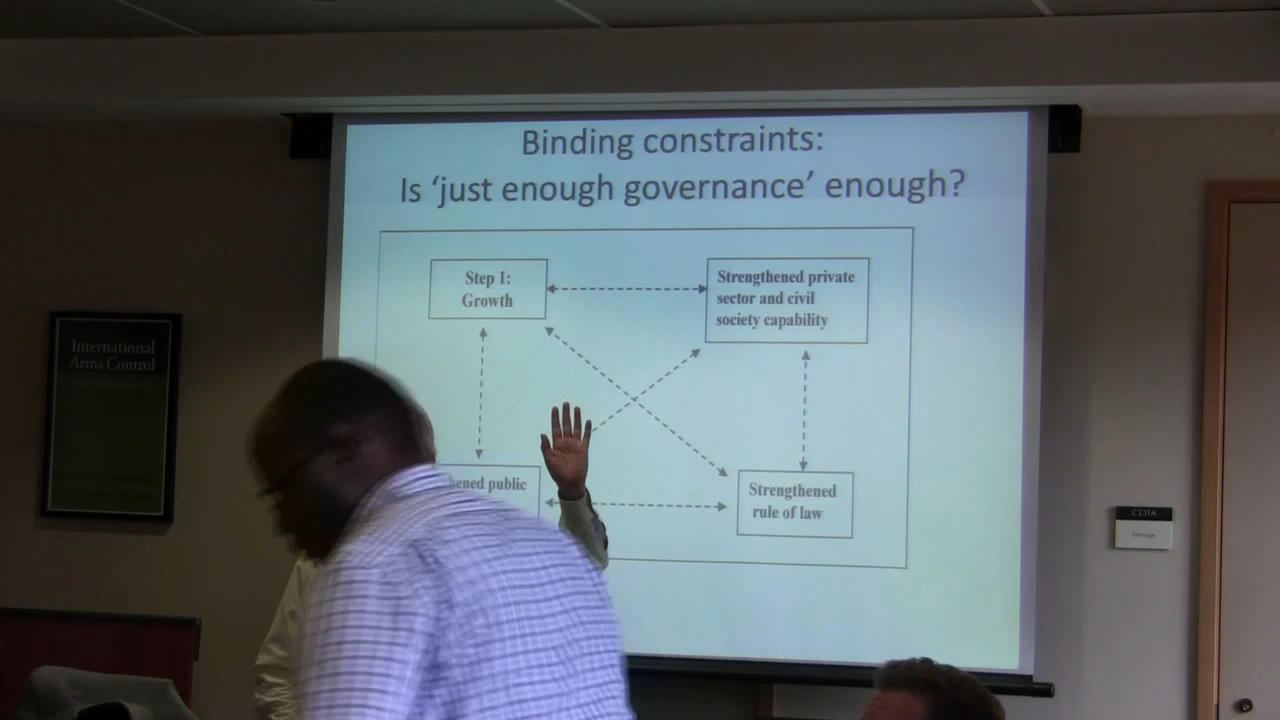 Binding constraints:
Is ‘just enough governance’ enough?
Step 1:
Growth
Strengthened private
sector and civil
society capability
public
Strengthened
rule of law
International
Arms Control
C231A
Storage